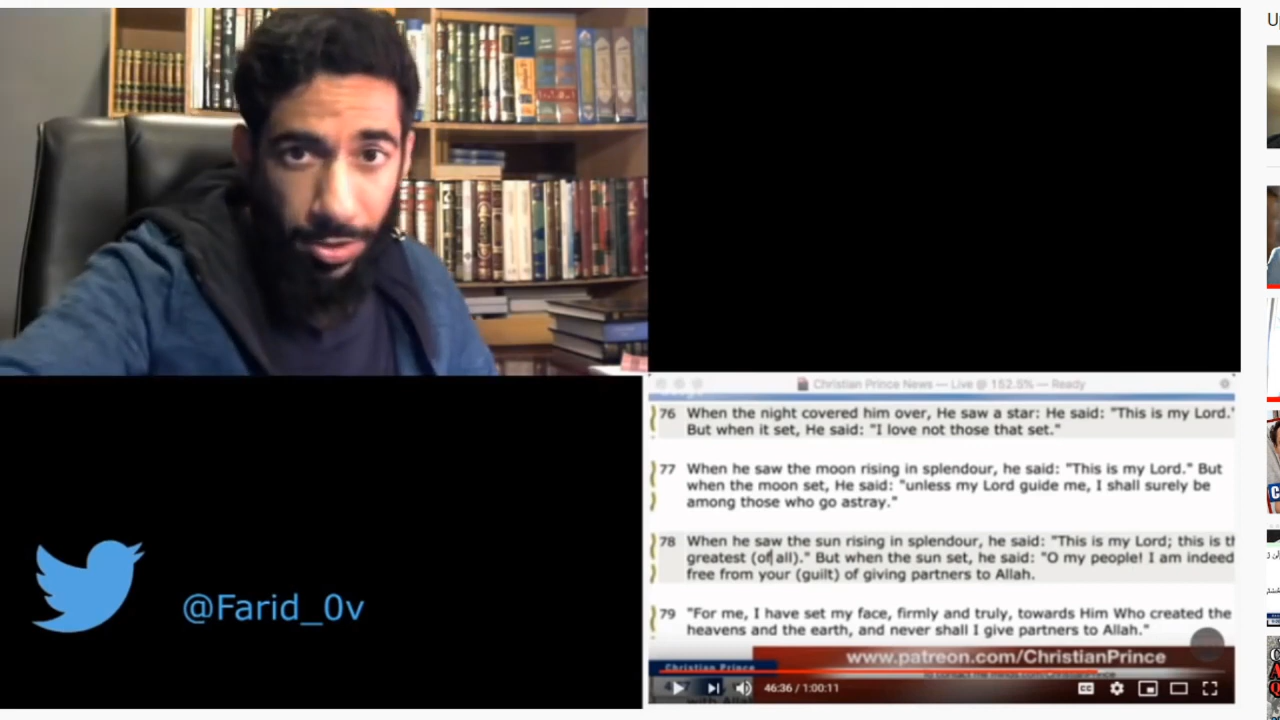 @Farid_0v
Christian Prince News — Live @ 152.5% — Ready
76 When the night covered him over, He saw a star: He said: "This is my Lord."
But when it set, He said: "I love not those that set."
77 When he saw the moon rising in splendour, he said: "This is my Lord." But
when the moon set, He said: "unless my Lord guide me, I shall surely be
among those who go astray."
78 When he saw the sun rising in splendour, he said: "This is my Lord; this is th
greatest (of all)." But when the sun set, he said: "O my people! I am indeed
free from your (guilt) of giving partners to Allah.
79 "For me, I have set my face, firmly and truly, towards Him Who created the
heavens and the earth, and never shall I give partners to Allah."
www.patreon.com/ChristianPrince
Christian Prince
46:36 / 1:00:11